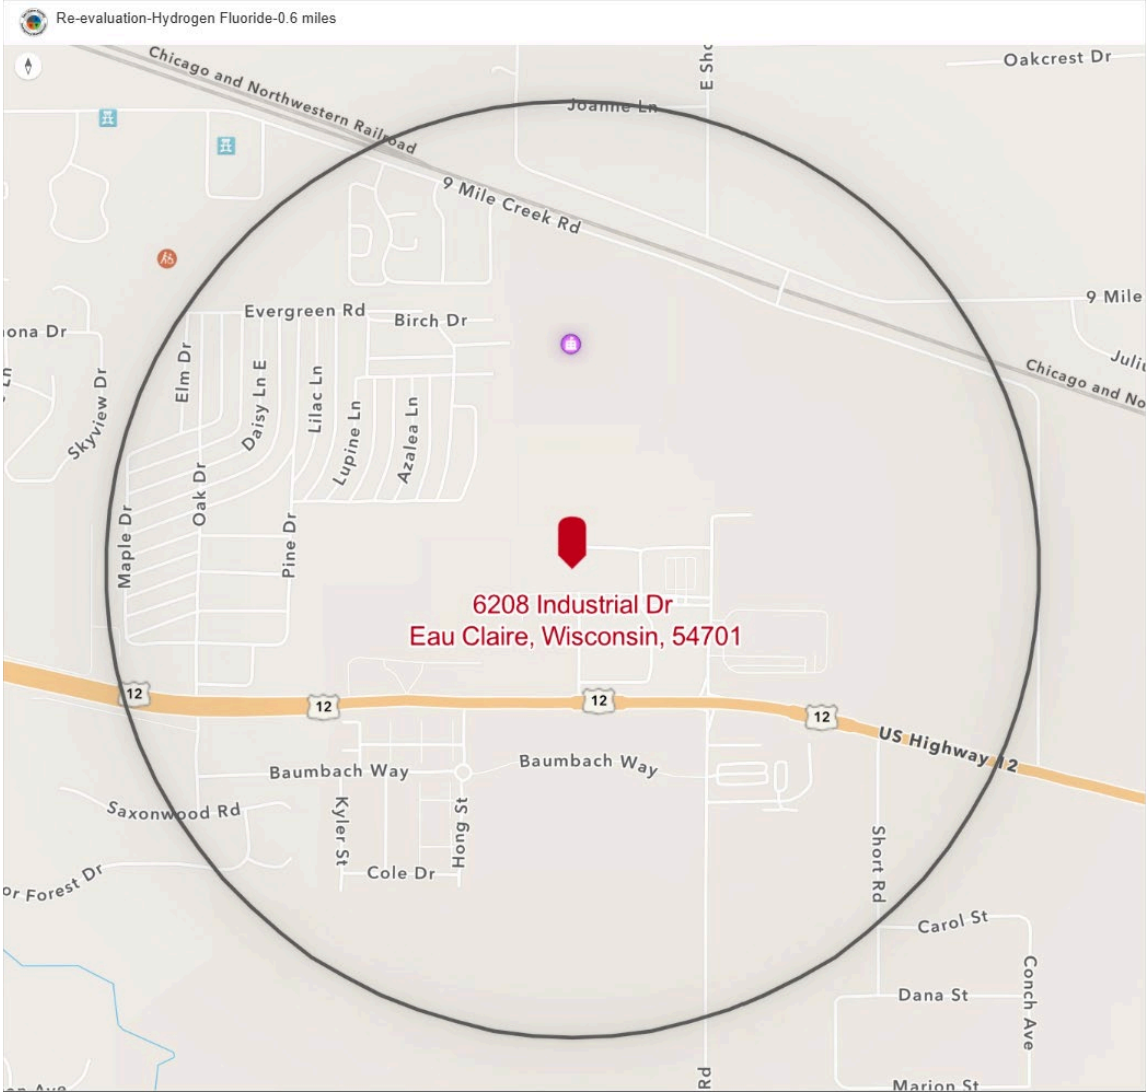 Re-evaluation-Hydrogen Fluoride-0.6 miles
Oakcrest Dr
Chicago and Northwestern Railroad
E Sho
Joanne Ln
9 Mile Creek Rd
9 Mile
Evergreen Rd
Birch Dr
ona Dr
Juli
Chicago and No
Elm Dr
Daisy Ln E
Lilac Ln
Lupine Ln
Azalea Ln
Skyview Dr
Ln
Oak Dr
Maple Dr
Pine Dr
6208 Industrial Dr
Eau Claire, Wisconsin, 54701
12
12
12
12
US Highway 12
Baumbach Way
Baumbach Way
Saxonwood Rd
Kyler St
Hong St
Short Rd
Cole Dr
or Forest Dr
Carol St
Conch Ave
Dana St
Rd
Marion St